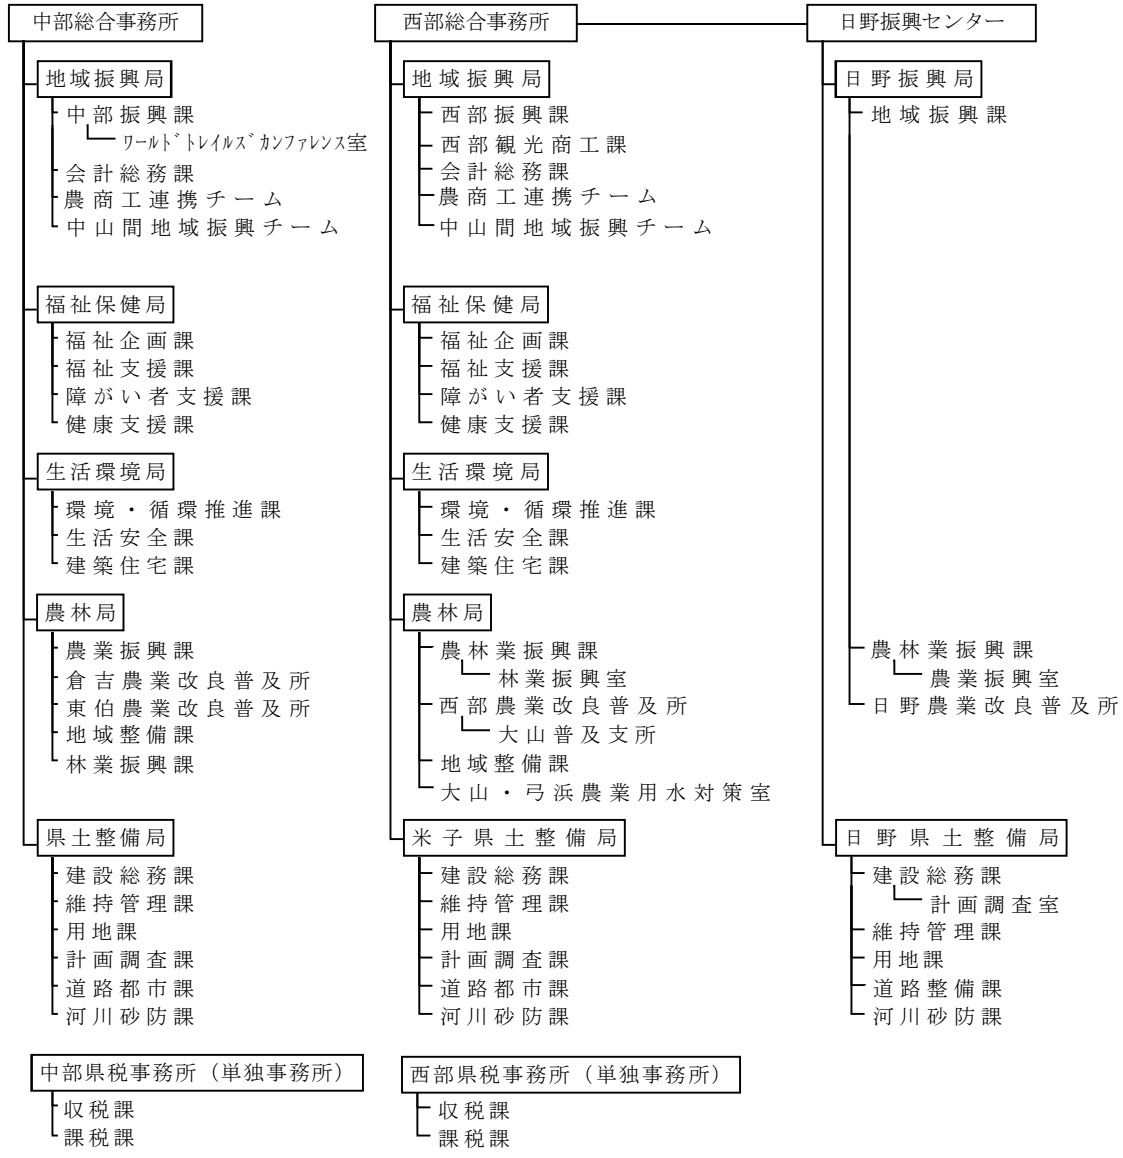 中部総合事務所
地域振興局
中部振興課
ワールドトレイルズカンファレンス室
会計総務課
農商工連携チーム
中山間地域振興チーム
福祉保健局
福祉企画課
福祉支援課
障がい者支援課
健康支援課
生活環境局
環境・循環推進課
生活安全課
建築住宅課
農林局
農業振興課
倉吉農業改良普及所
東伯農業改良普及所
地域整備課
林業振興課
県土整備局
建設総務課
維持管理課
用地課
計画調査課
道路都市課
河川砂防課
中部県税事務所（単独事務所）
収税課
課税課
西部総合事務所
地域振興局
西部振興課
西部観光商工課
会計総務課
農商工連携チーム
中山間地域振興チーム
福祉保健局
福祉企画課
福祉支援課
障がい者支援課
健康支援課
生活環境局
環境・循環推進課
生活安全課
建築住宅課
農林局
農林業振興課
林業振興室
西部農業改良普及所
大山普及支所
地域整備課
大山・弓浜農業用水対策室
米子県土整備局
建設総務課
維持管理課
用地課
計画調査課
道路都市課
河川砂防課
西部県税事務所（単独事務所）
収税課
課税課
日野振興センター
日野振興局
地域振興課
農林業振興課
農業振興室
日野農業改良普及所
日野県土整備局
建設総務課
計画調査室
維持管理課
用地課
道路整備課
河川砂防課